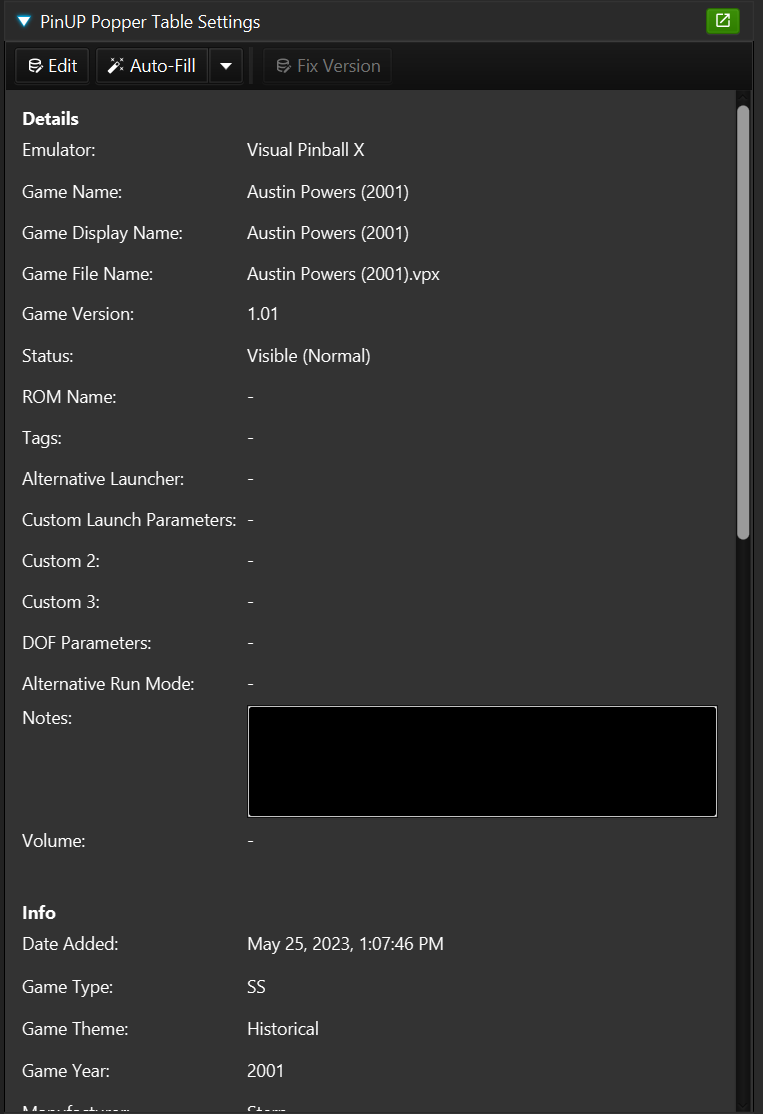 PinUP Popper Table Settings
Edit Auto-Fill Fix Version
Details
Emulator: Visual Pinball X
Game Name: Austin Powers (2001)
Game Display Name: Austin Powers (2001)
Game File Name: Austin Powers (2001).vpx
Game Version: 1.01
Status: Visible (Normal)
ROM Name: -
Tags: -
Alternative Launcher: -
Custom Launch Parameters: -
Custom 2: -
Custom 3: -
DOF Parameters: -
Alternative Run Mode: -
Notes:
Volume: -
Info
Date Added: May 25, 2023, 1:07:46 PM
Game Type: SS
Game Theme: Historical
Game Year: 2001
Manufacturer: Stern